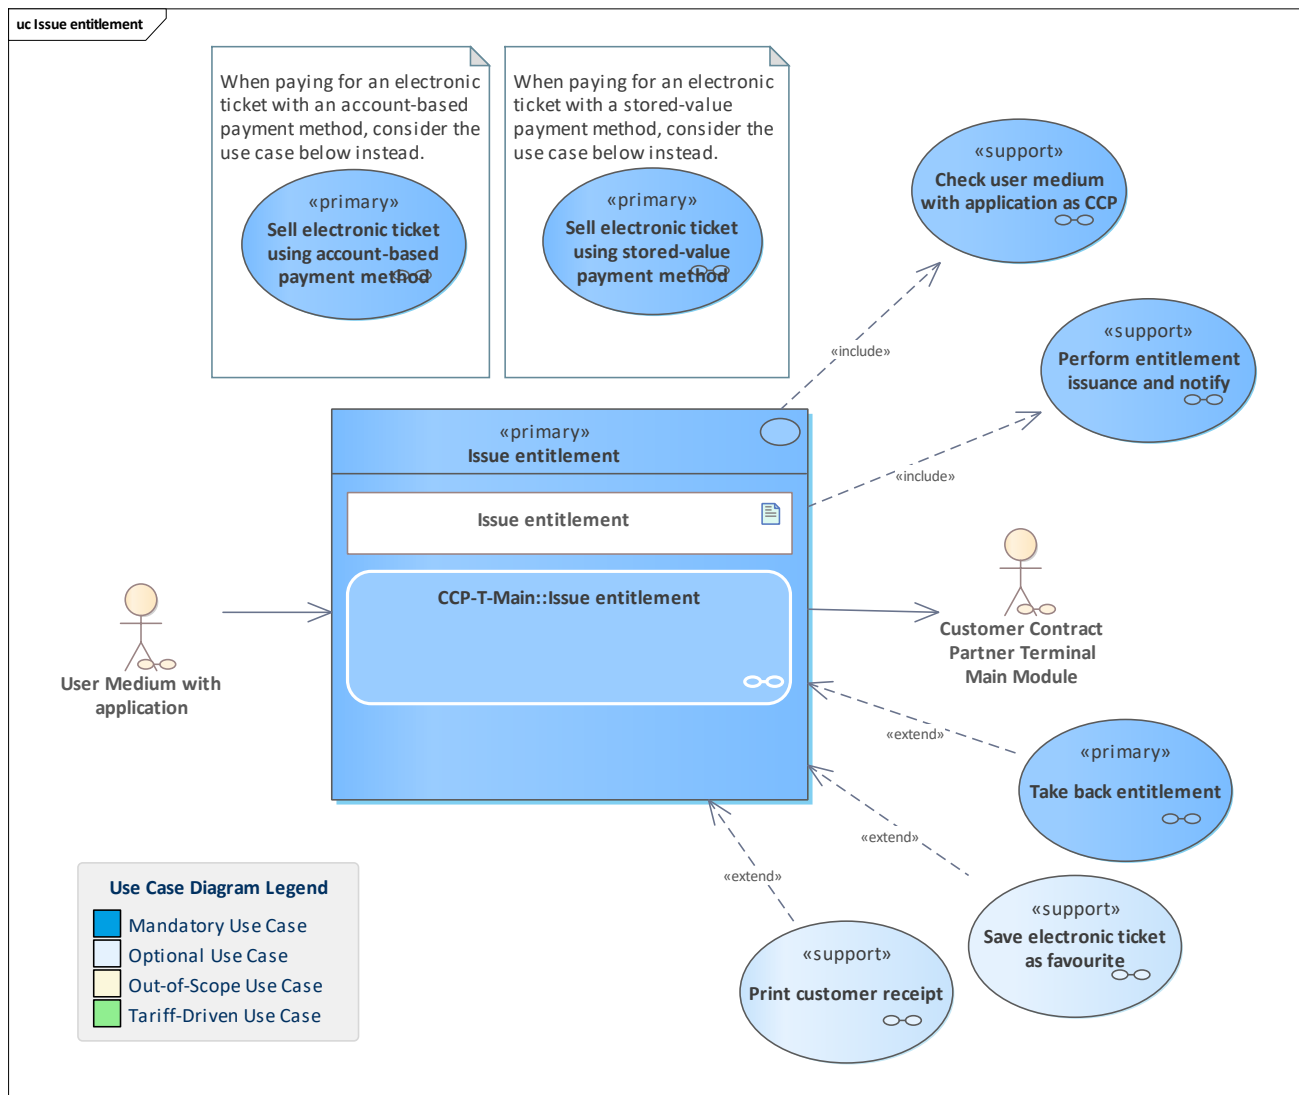 uc Issue entitlement
When paying for an electronic
ticket with an account-based
payment method, consider the
use case below instead.
«primary»
Sell electronic ticket
using account-based
payment method
When paying for an electronic
ticket with a stored-value
payment method, consider the
use case below instead.
«primary»
Sell electronic ticket
using stored-value
payment method
«support»
Check user medium
with application as CCP
«include»
«support»
Perform entitlement
issuance and notify
«include»
«primary»
Issue entitlement
Issue entitlement
CCP-T-Main::Issue entitlement
User Medium with
application
Customer Contract
Partner Terminal
Main Module
«extend»
«primary»
Take back entitlement
«extend»
«support»
Save electronic ticket
as favourite
«extend»
«support»
Print customer receipt
Use Case Diagram Legend
Mandatory Use Case
Optional Use Case
Out-of-Scope Use Case
Tariff-Driven Use Case